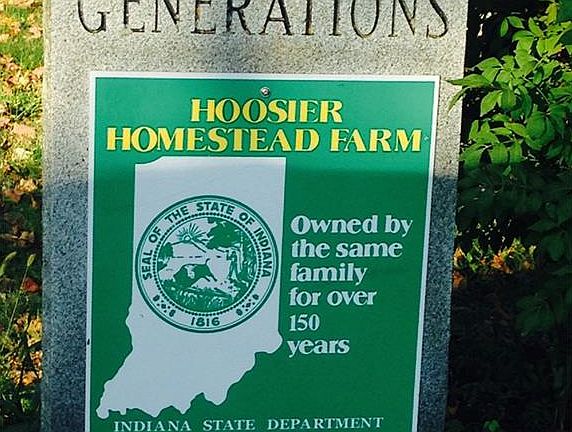 GENERATIONS
HOOSIER
HOMESTEAD FARM
SEAL OF THE STATE OF INDIANA
1816
Owned by
the same
family
for over
150
years
INDIANA STATE DEPARTMENT